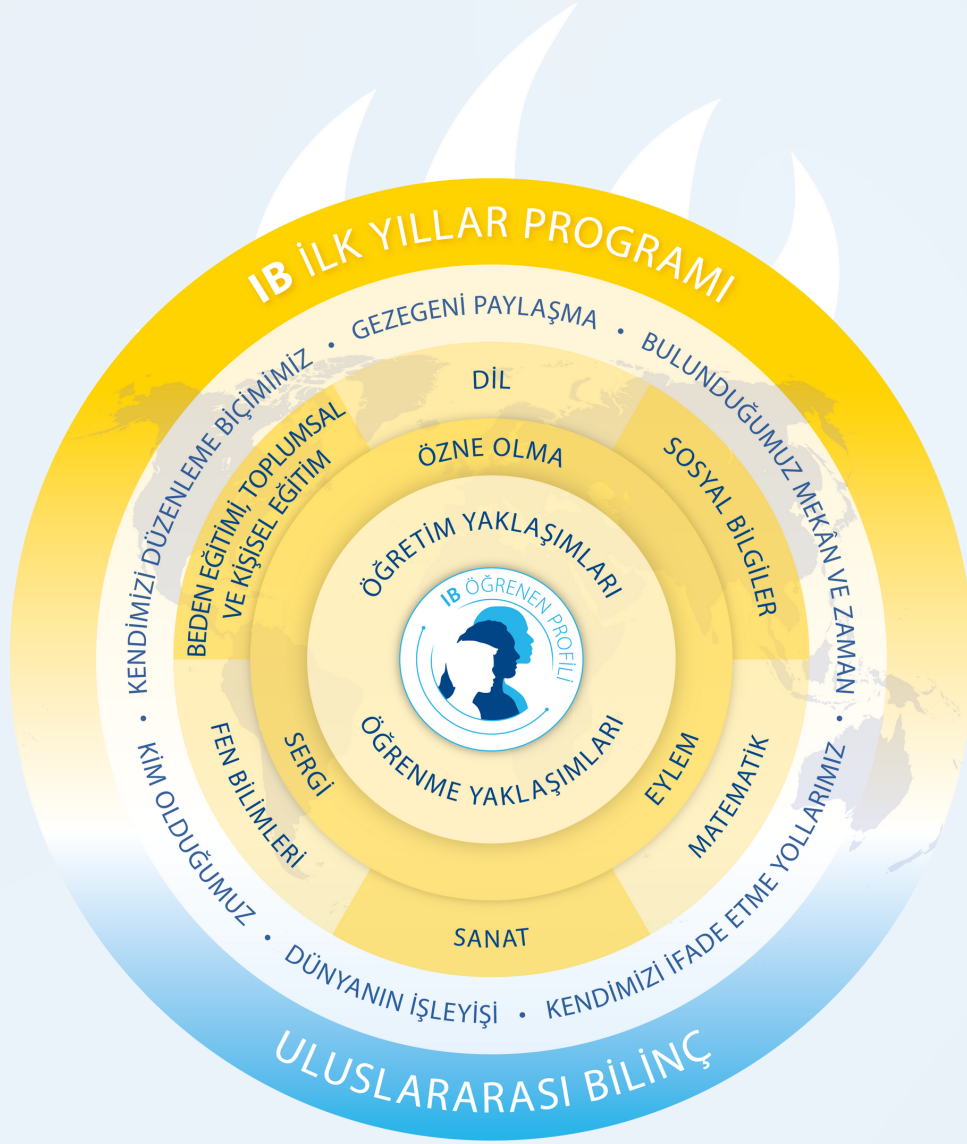 IB İLK YILLAR PROGRAMI
GEZEGENİ PAYLAŞMA •
BULUNDUĞUMUZ MEKÂN VE ZAMAN •
KENDİMİZİ İFADE ETME YOLLARIMIZ •
DÜNYANIN İŞLEYİŞİ •
KİM OLDUĞUMUZ •
KENDİMİZİ DÜZENLEME BİÇİMİMİZ •
DİL
SOSYAL BİLGİLER
MATEMATİK
SANAT
FEN BİLİMLERİ
BEDEN EĞİTİMİ, TOPLUMSAL
VE KİŞİSEL EĞİTİM
ÖZNE OLMA
EYLEM
SERGİ
ÖĞRETİM YAKLAŞIMLARI
IB ÖĞRENEN PROFİLİ
ÖĞRENME YAKLAŞIMLARI
ULUSLARARASI BİLİNÇ